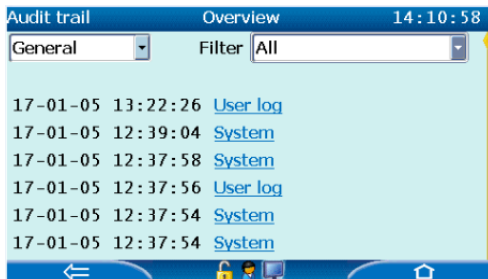 Audit trail Overview 14:10:58
General Filter All
17-01-05 13:22:26 User log
17-01-05 12:39:04 System
17-01-05 12:37:58 System
17-01-05 12:37:56 User log
17-01-05 12:37:54 System
17-01-05 12:37:54 System